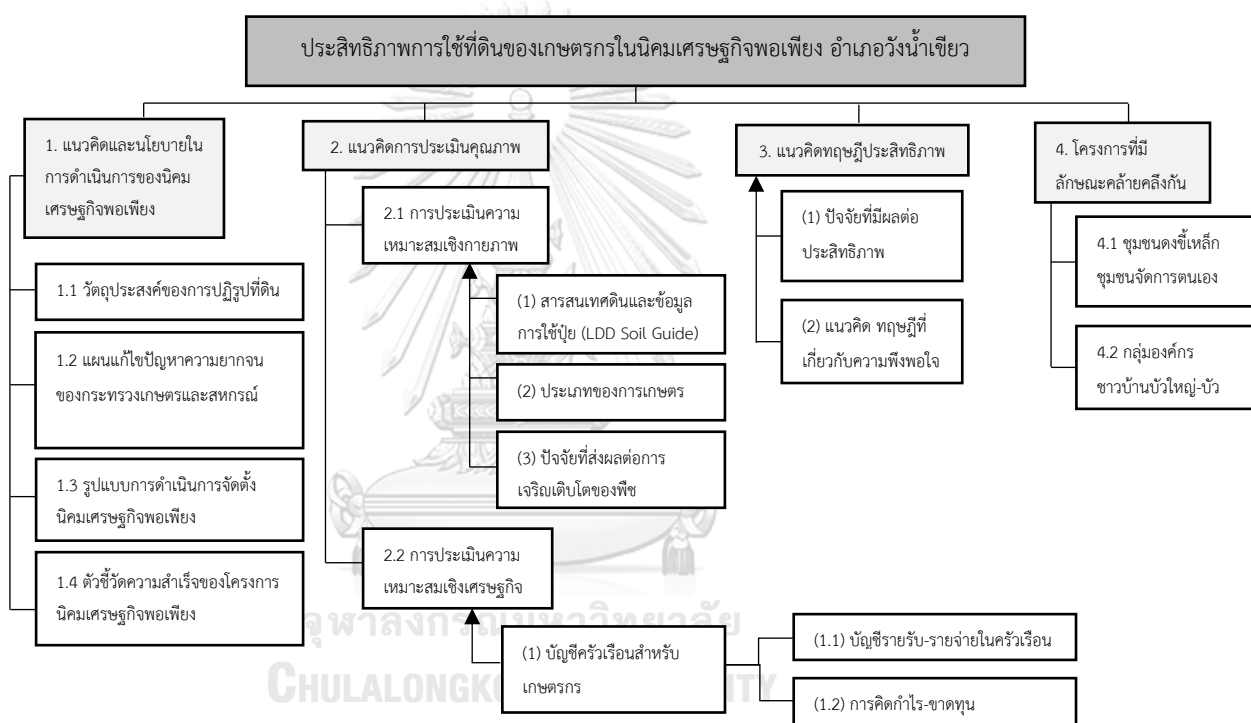 ประสิทธิภาพการใช้ที่ดินของเกษตรกรในนิคมเศรษฐกิจพอเพียง อำเภอวังน้ำเขียว
1. แนวคิดและนโยบายใน
การดำเนินการของนิคม
เศรษฐกิจพอเพียง
1.1 วัตถุประสงค์ของการปฏิรูปที่ดิน
1.2 แผนแก้ไขปัญหาความยากจน
ของกระทรวงเกษตรและสหกรณ์
1.3 รูปแบบการดำเนินการจัดตั้ง
นิคมเศรษฐกิจพอเพียง
1.4 ตัวชี้วัดความสำเร็จของโครงการ
นิคมเศรษฐกิจพอเพียง
2. แนวคิดการประเมินคุณภาพ
2.1 การประเมินความ
เหมาะสมเชิงกายภาพ
(1) สารสนเทศดินและข้อมูล
การใช้ปุ๋ย (LDD Soil Guide)
(2) ประเภทของการเกษตร
(3) ปัจจัยที่ส่งผลต่อการ
เจริญเติบโตของพืช
2.2 การประเมินความ
เหมาะสมเชิงเศรษฐกิจ
(1) บัญชีครัวเรือนสำหรับ
เกษตรกร
(1.1) บัญชีรายรับ-รายจ่ายในครัวเรือน
(1.2) การคิดกำไร-ขาดทุน
3. แนวคิดทฤษฎีประสิทธิภาพ
(1) ปัจจัยที่มีผลต่อ
ประสิทธิภาพ
(2) แนวคิด ทฤษฎีที่
เกี่ยวกับความพึงพอใจ
4. โครงการที่มี
ลักษณะคล้ายคลึงกัน
4.1 ชุมชนดงขี้เหล็ก
ชุมชนจัดการตนเอง
4.2 กลุ่มองค์กร
ชาวบ้านบัวใหญ่-บัว
จุฬาลงกรณ์มหาวิทยาลัย